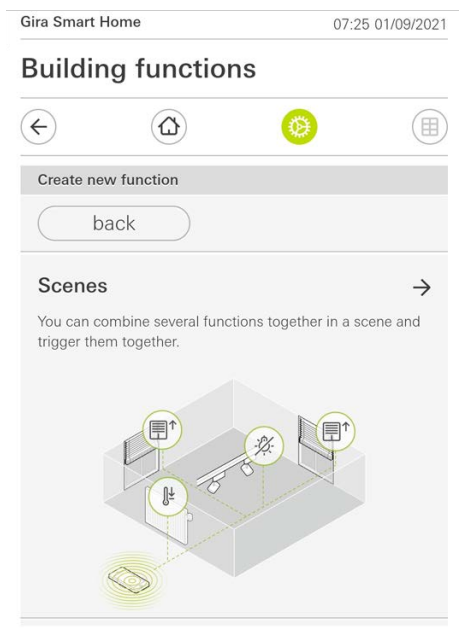 Gira Smart Home 07:25 01/09/2021
Building functions
Create new function
back
Scenes
You can combine several functions together in a scene and
trigger them together.